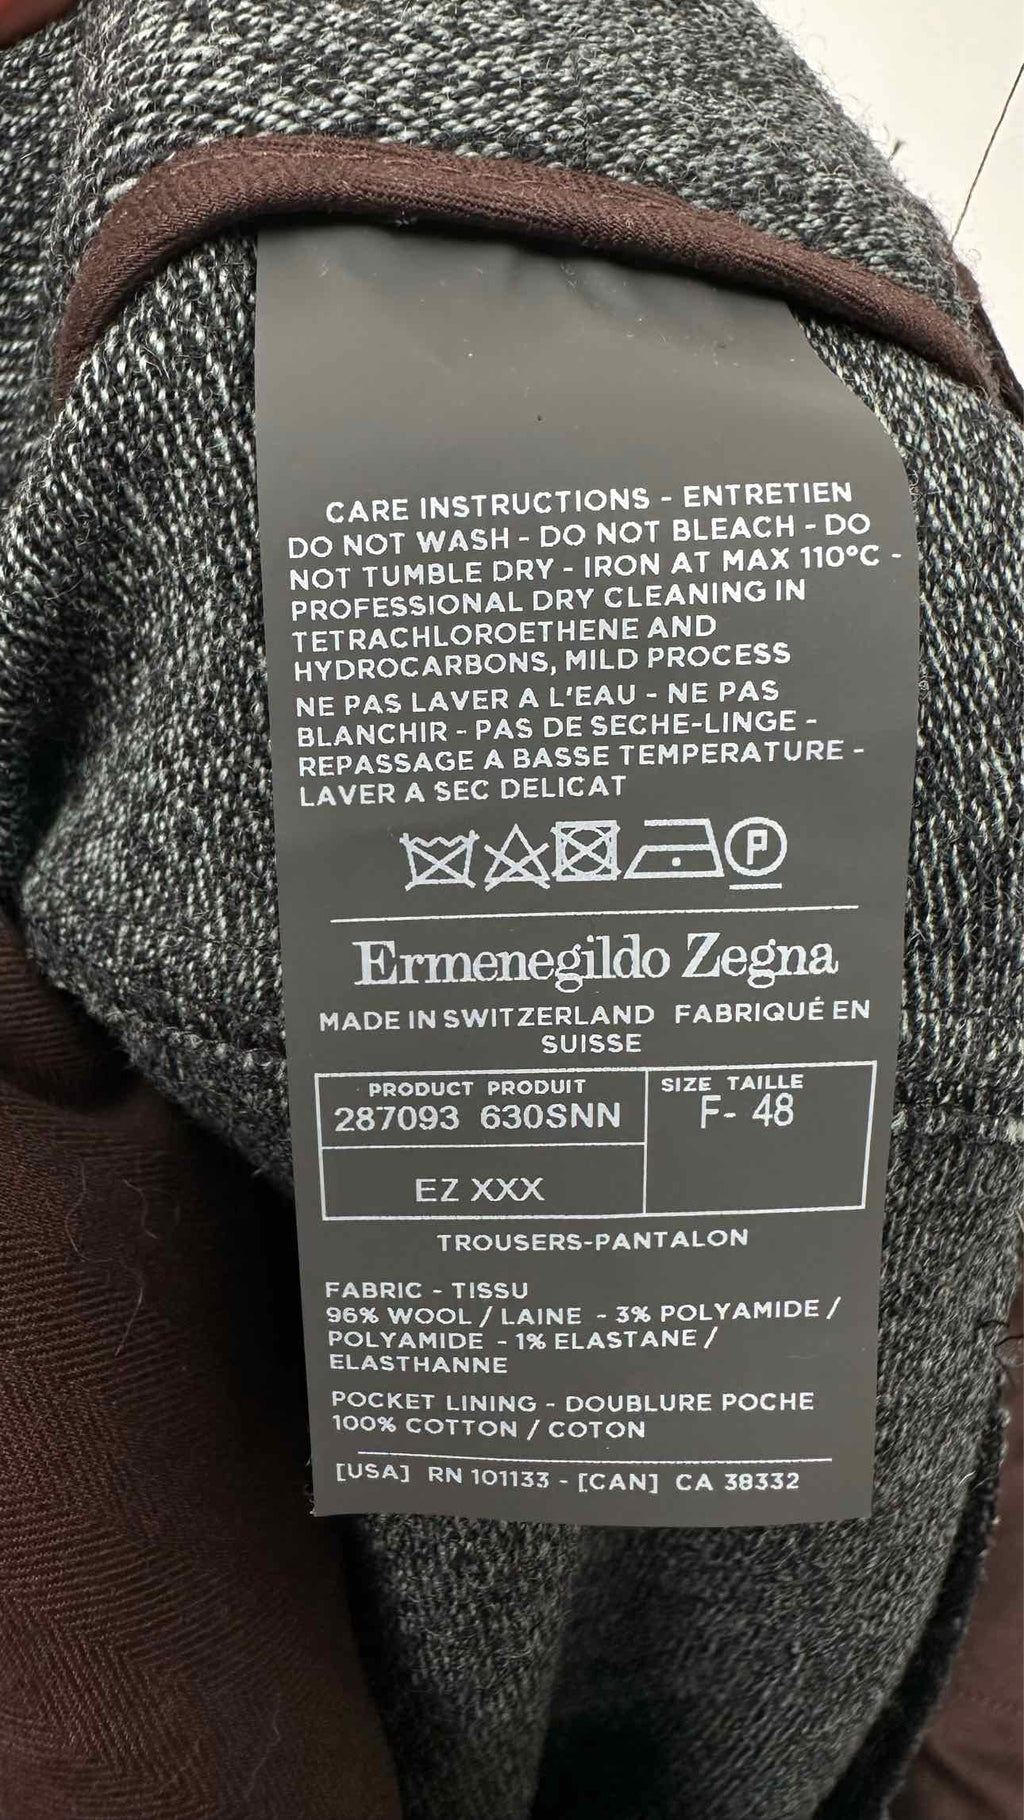 CARE INSTRUCTIONS - ENTRETIEN
DO NOT WASH - DO NOT BLEACH - DO
NOT TUMBLE DRY - IRON AT MAX 110°C -
PROFESSIONAL DRY CLEANING IN
TETRACHLOROETHENE AND
HYDROCARBONS, MILD PROCESS
NE PAS LAVER A L'EAU - NE PAS
BLANCHIR - PAS DE SECHE-LINGE -
REPASSAGE A BASSE TEMPERATURE -
LAVER A SEC DELICAT
P
Ermenegildo Zegna
MADE IN SWITZERLAND FABRIQUÉ EN
SUISSE
PRODUCT PRODUIT
287093 630SNN
EZ XXX
SIZE TAILLE
F- 48
TROUSERS-PANTALON
FABRIC - TISSU
96% WOOL / LAINE - 3% POLYAMIDE /
POLYAMIDE - 1% ELASTANE /
ELASTHANNE
POCKET LINING - DOUBLURE POCHE
100% COTTON / COTON
[USA] RN 101133 - [CAN] CA 38332